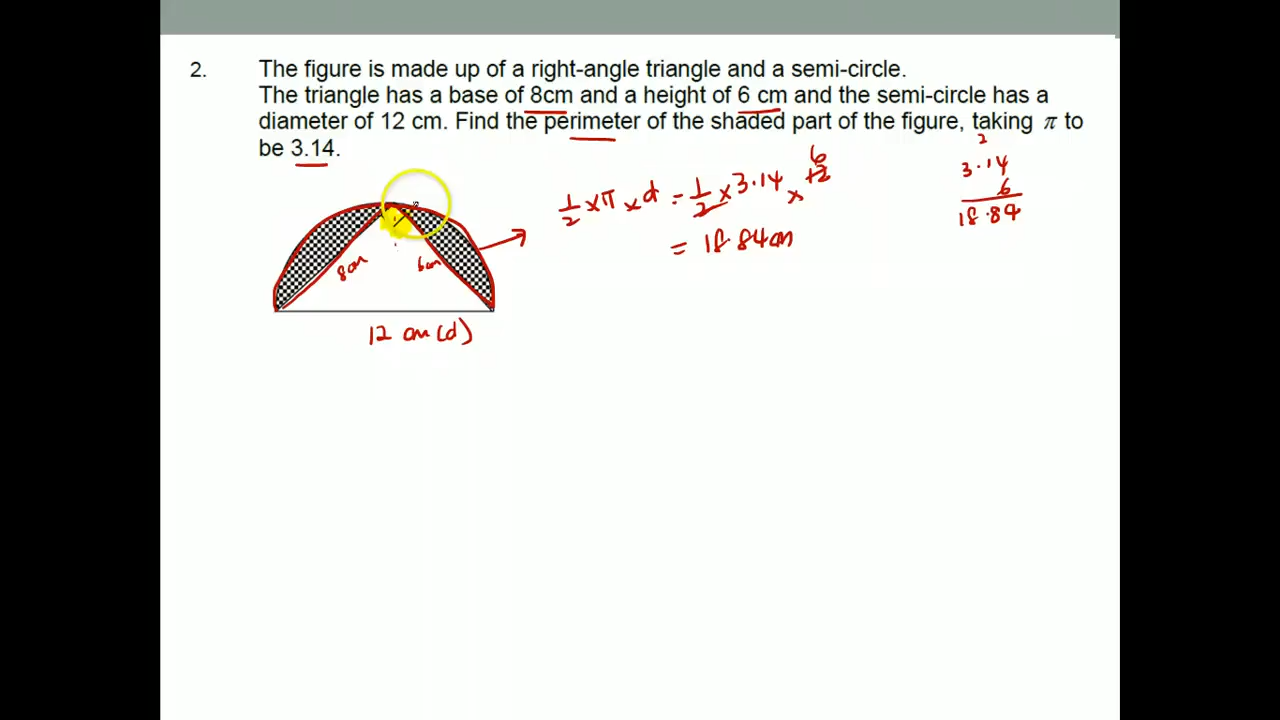 2. The figure is made up of a right-angle triangle and a semi-circle.
The triangle has a base of 8cm and a height of 6 cm and the semi-circle has a
diameter of 12 cm. Find the perimeter of the shaded part of the figure, taking π to
be 3.14.
1/2 × π × d = 1/2 × 3.14 × 12
6
= 18.84cm
2
3.14
6
18.84
8cm
6cm
12 cm (d)